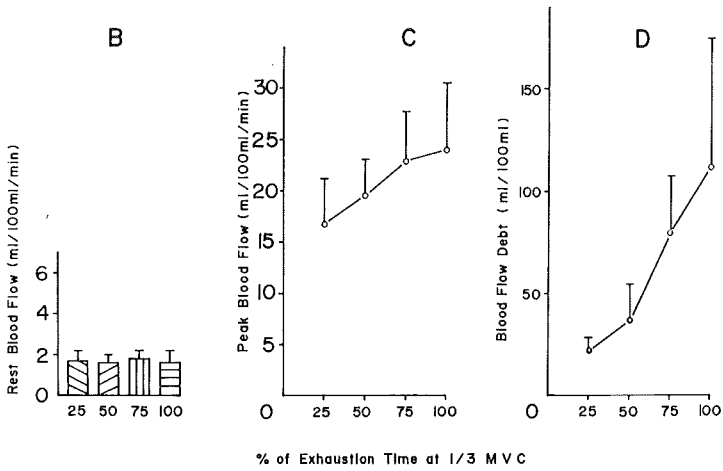 B
Rest Blood Flow (ml/100ml/min)
6
4
2
0
25 50 75 100
C
Peak Blood Flow (ml/100ml/min)
30
25
20
15
10
5
0
25 50 75 100
D
Blood Flow Debt (ml/100ml)
150
100
50
0
25 50 75 100
% of Exhaustion Time at 1/3 MVC